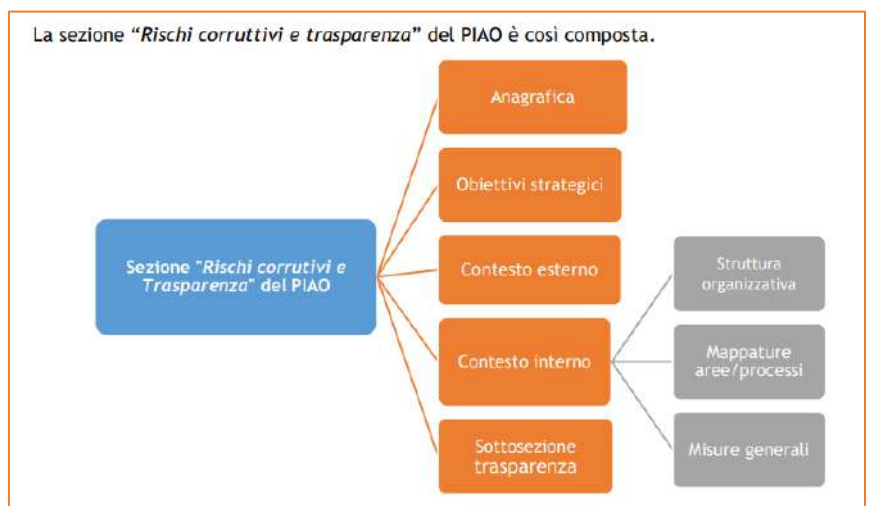 La sezione “Rischi corruttivi e trasparenza” del PIAO è così composta.
Anagrafica
Obiettivi strategici
Sezione "Rischi corrutivi e
Trasparenza" del PIAO
Contesto esterno
Contesto interno
Sottosezione
trasparenza
Struttura
organizzativa
Mappature
aree/processi
Misure generali